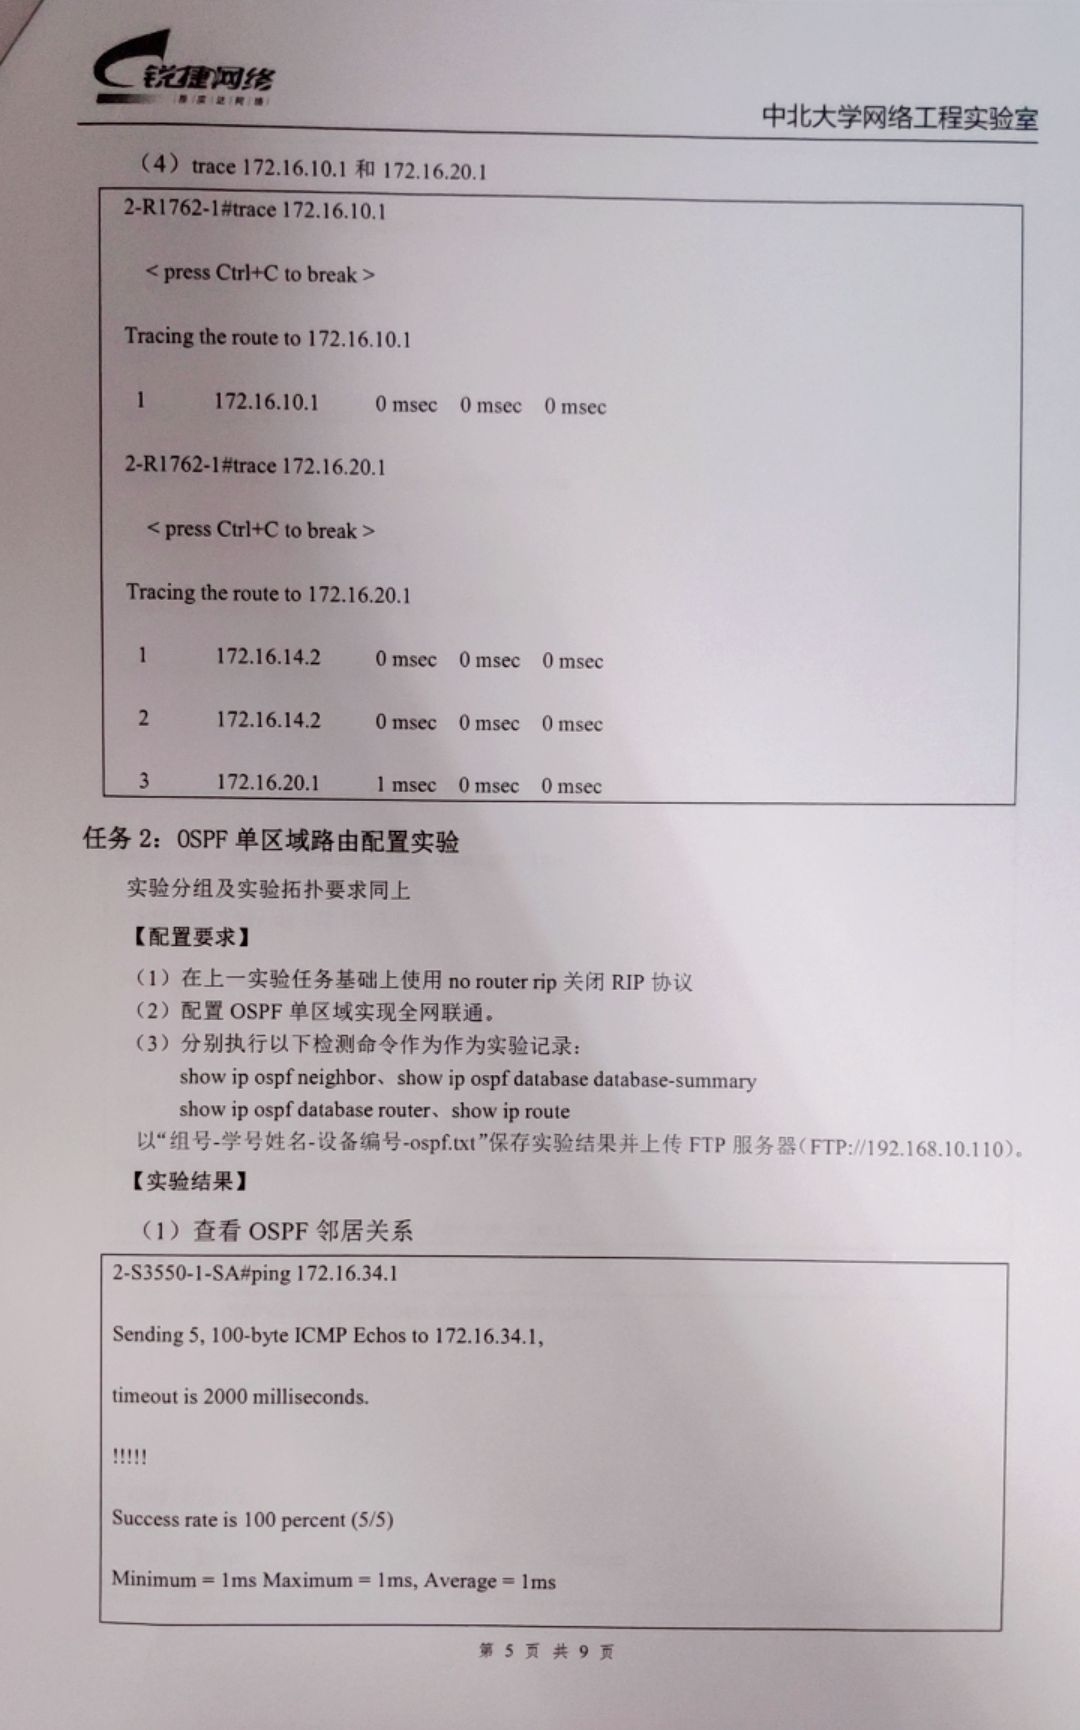 锐捷网络
中北大学网络工程实验室
（4）trace 172.16.10.1 和 172.16.20.1
2-R1762-1#trace 172.16.10.1
< press Ctrl+C to break >
Tracing the route to 172.16.10.1
1 172.16.10.1 0 msec 0 msec 0 msec
2-R1762-1#trace 172.16.20.1
< press Ctrl+C to break >
Tracing the route to 172.16.20.1
1 172.16.14.2 0 msec 0 msec 0 msec
2 172.16.14.2 0 msec 0 msec 0 msec
3 172.16.20.1 1 msec 0 msec 0 msec
任务 2：OSPF 单区域路由配置实验
实验分组及实验拓扑要求同上
【配置要求】
（1）在上一实验任务基础上使用 no router rip 关闭 RIP 协议
（2）配置 OSPF 单区域实现全网联通。
（3）分别执行以下检测命令作为作为实验记录：
show ip ospf neighbor、show ip ospf database database-summary
show ip ospf database router、show ip route
以“组号-学号姓名-设备编号-ospf.txt”保存实验结果并上传 FTP 服务器（FTP://192.168.10.110）。
【实验结果】
（1）查看 OSPF 邻居关系
2-S3550-1-SA#ping 172.16.34.1
Sending 5, 100-byte ICMP Echos to 172.16.34.1,
timeout is 2000 milliseconds.
!!!!!
Success rate is 100 percent (5/5)
Minimum = 1ms Maximum = 1ms, Average = 1ms
第 5 页 共 9 页